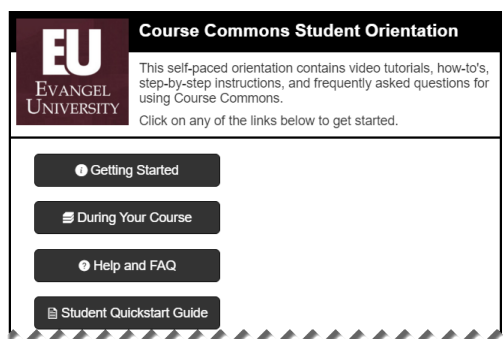 EU
EVANGEL
UNIVERSITY
Course Commons Student Orientation
This self-paced orientation contains video tutorials, how-to's,
step-by-step instructions, and frequently asked questions for
using Course Commons.
Click on any of the links below to get started.
Getting Started
During Your Course
Help and FAQ
Student Quickstart Guide